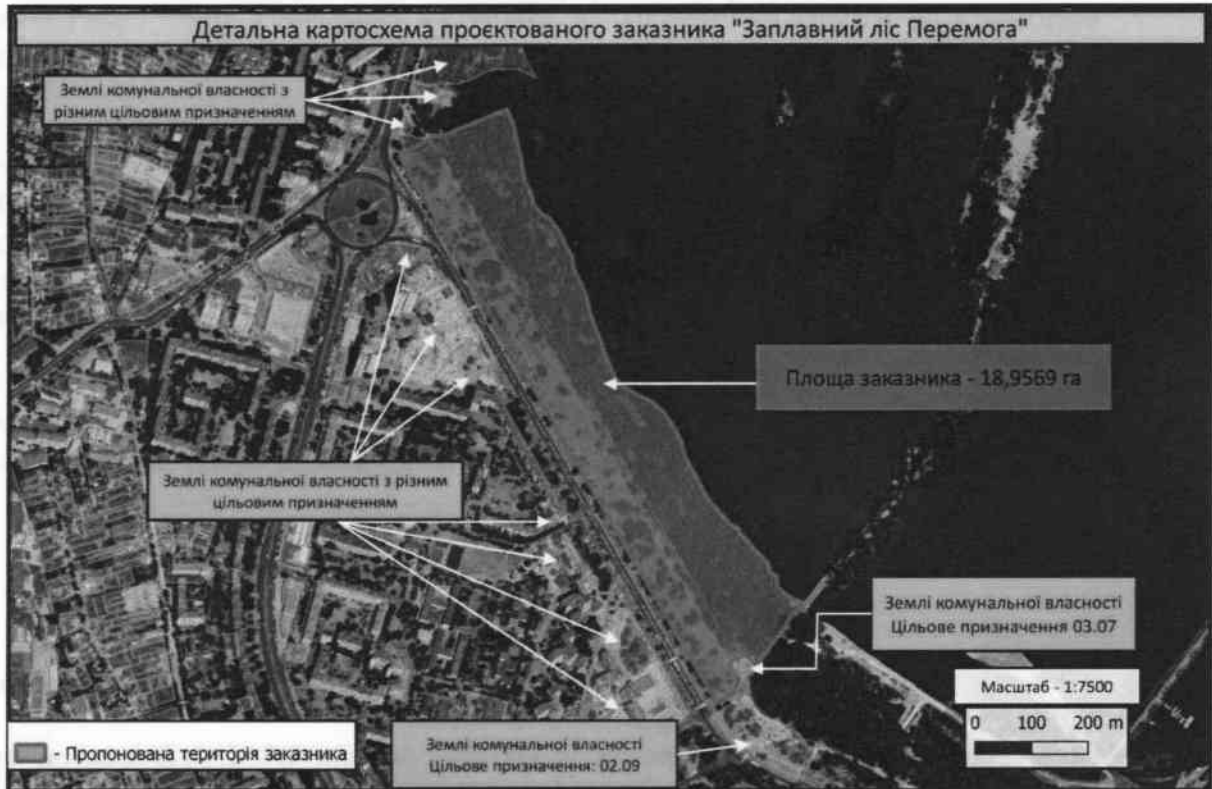 Детальна картосхема проєктованого заказника "Заплавний ліс Перемога"
Землі комунальної власності з
різним цільовим призначенням
Площа заказника - 18,9569 га
Землі комунальної власності з різним
цільовим призначенням
Землі комунальної власності
Цільове призначення 03.07
Масштаб - 1:7500
0 100 200 m
Землі комунальної власності
Цільове призначення: 02.09
- Пропонована територія заказника